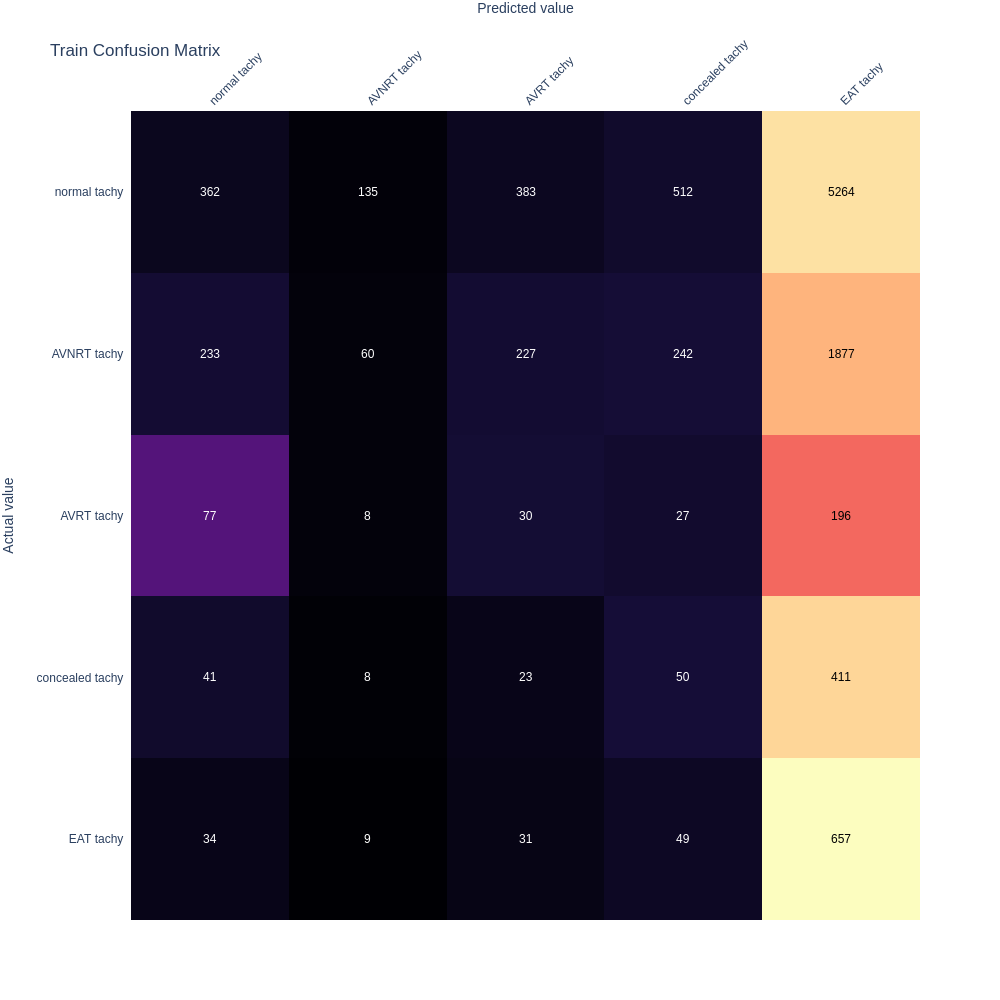 Predicted value
Train Confusion Matrix
normal tachy
AVNRT tachy
AVRT tachy
concealed tachy
EAT tachy
Actual value
normal tachy 362 135 383 512 5264
AVNRT tachy 233 60 227 242 1877
AVRT tachy 77 8 30 27 196
concealed tachy 41 8 23 50 411
EAT tachy 34 9 31 49 657